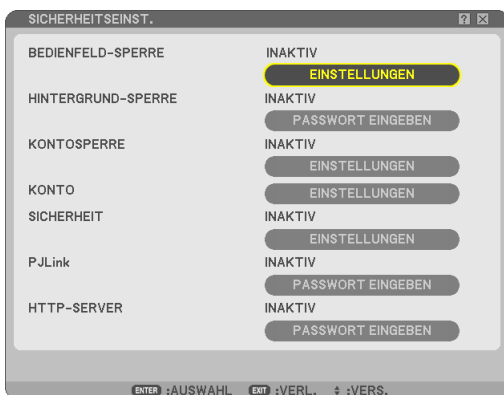 SICHERHEITSEINST.
BEDIENFELD-SPERRE INAKTIV
EINSTELLUNGEN
HINTERGRUND-SPERRE INAKTIV
PASSWORT EINGEBEN
KONTOSPERRE INAKTIV
EINSTELLUNGEN
KONTO EINSTELLUNGEN
SICHERHEIT INAKTIV
EINSTELLUNGEN
PJLink INAKTIV
PASSWORT EINGEBEN
HTTP-SERVER INAKTIV
PASSWORT EINGEBEN
ENTER :AUSWAHL EXIT :VERL. :VERS.